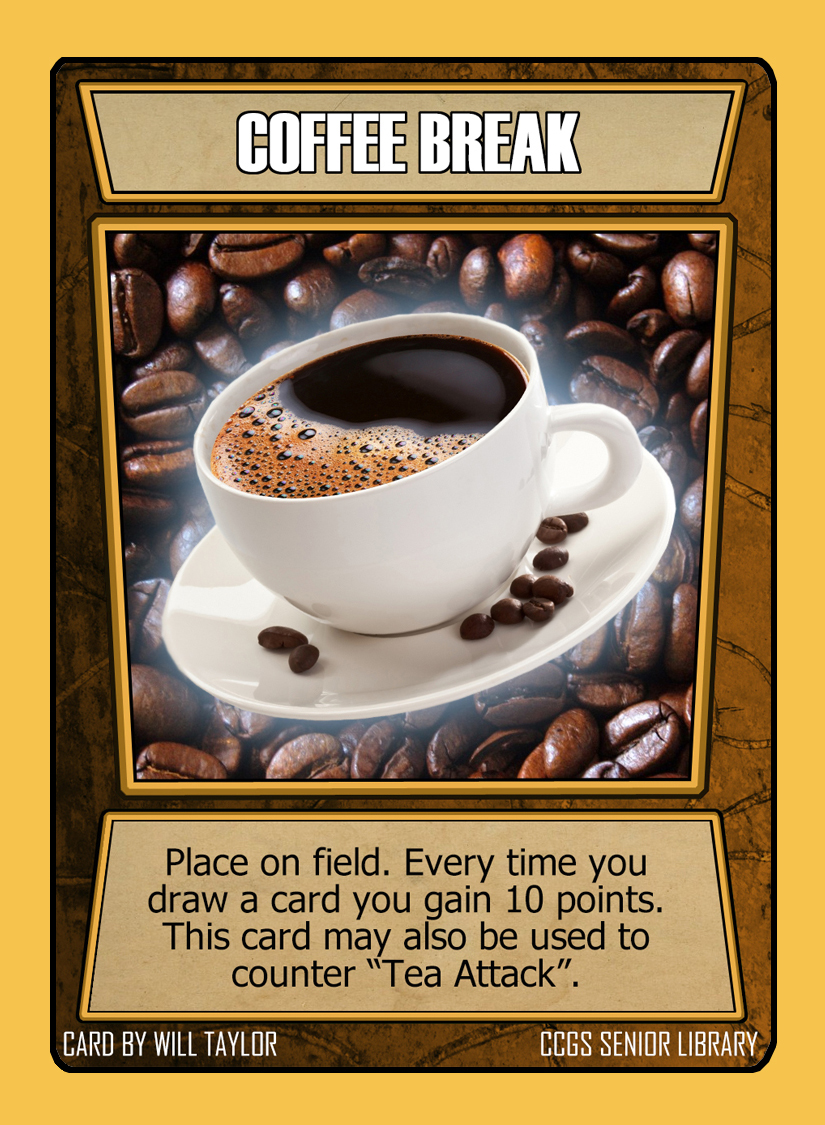 COFFEE BREAK
Place on field. Every time you
draw a card you gain 10 points.
This card may also be used to
counter “Tea Attack”.
CARD BY WILL TAYLOR
CCGS SENIOR LIBRARY